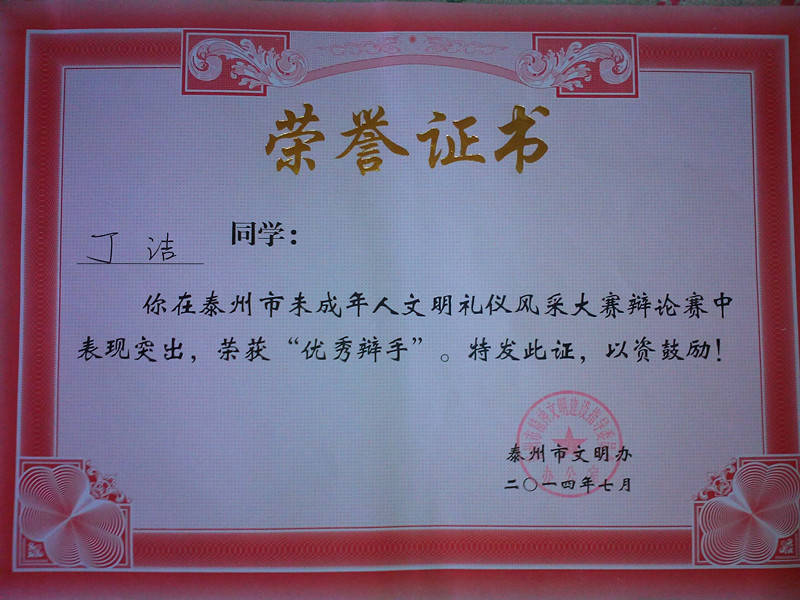 荣誉证书
丁洁 同学：
你在泰州市未成年人文明礼仪风采大赛辩论赛中
表现突出，荣获“优秀辩手”。特发此证，以资鼓励！
泰州市文明办
二〇一四年七月